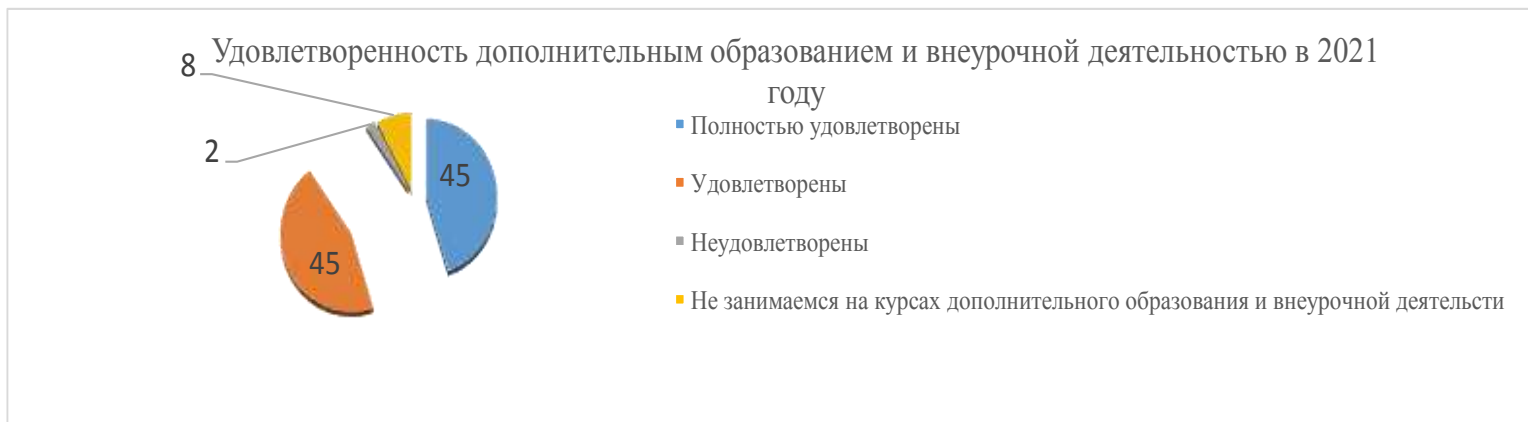 Удовлетворенность дополнительным образованием и внеурочной деятельностью в 2021
году
8
2
45
45
Полностью удовлетворены
Удовлетворены
Неудовлетворены
Не занимаемся на курсах дополнительного образования и внеурочной деятельсти